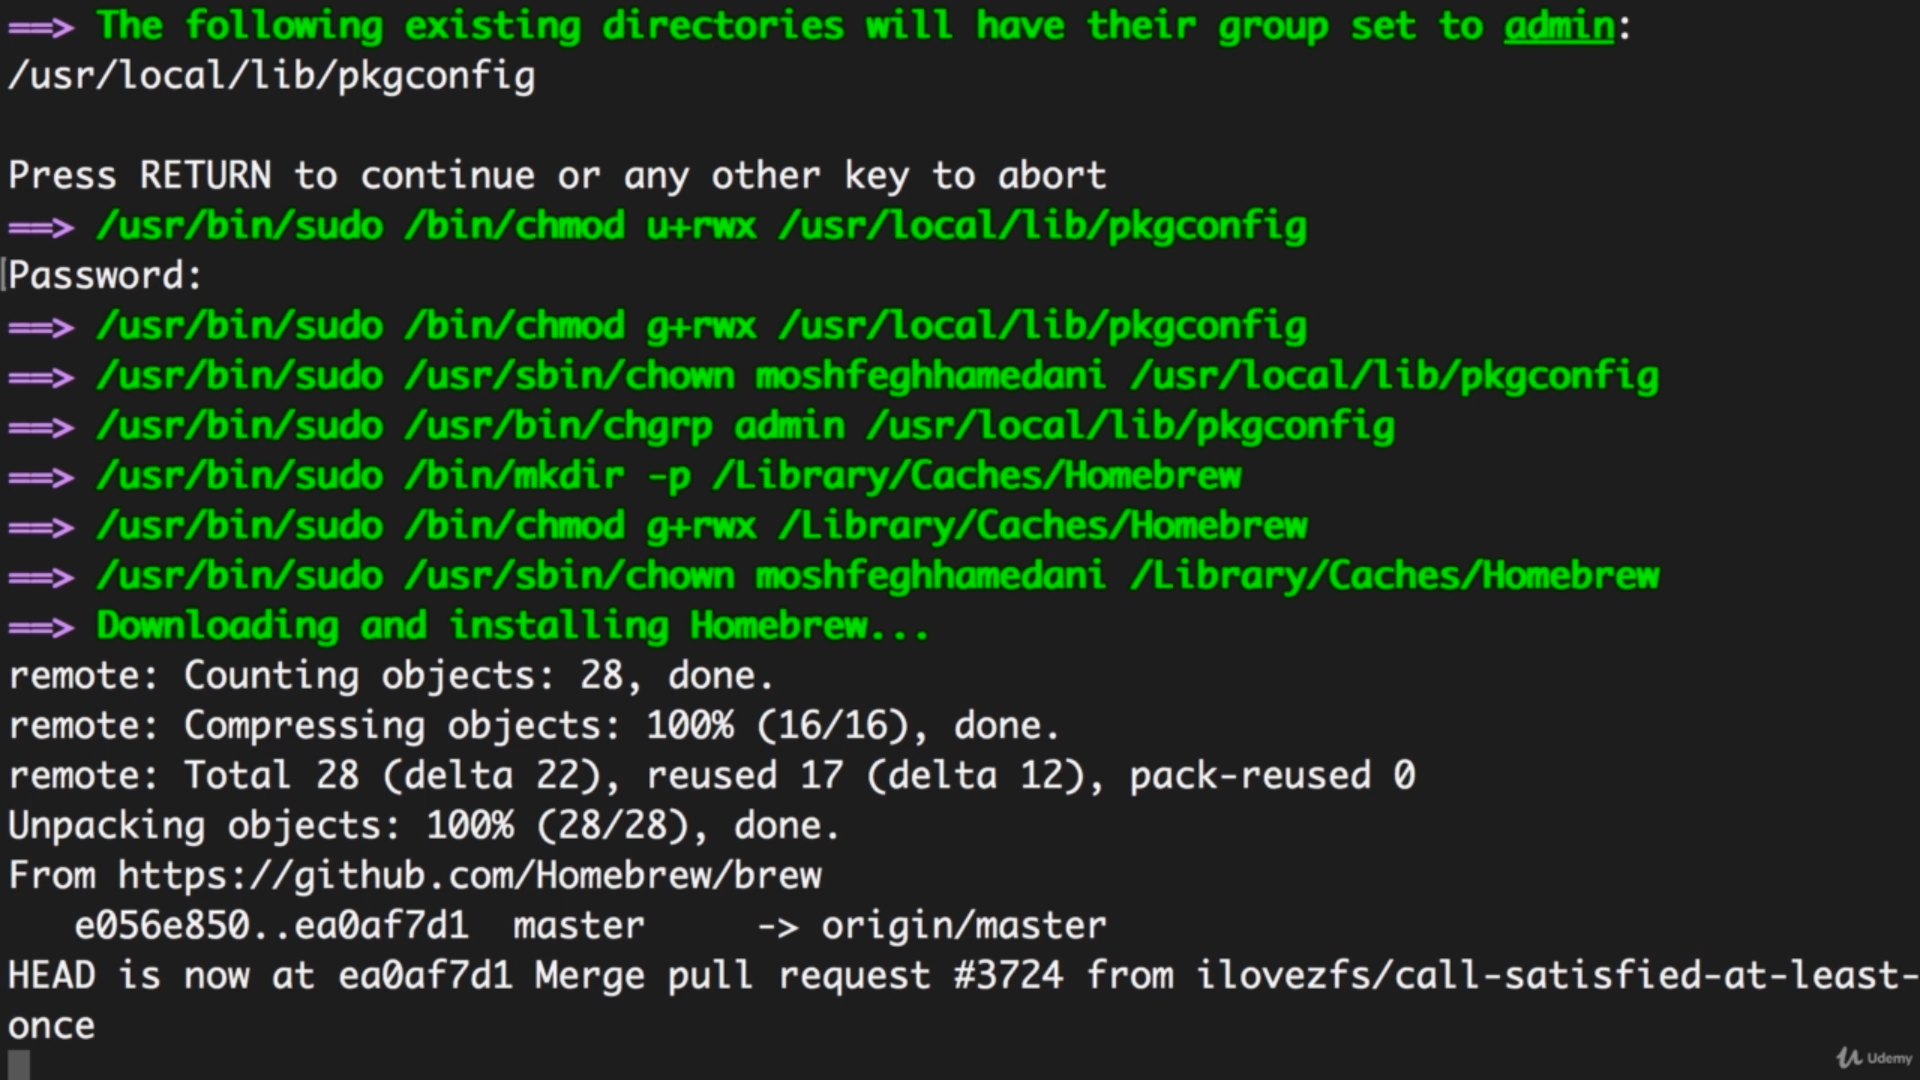 ==> The following existing directories will have their group set to admin:
/usr/local/lib/pkgconfig
Press RETURN to continue or any other key to abort
==> /usr/bin/sudo /bin/chmod u+rwx /usr/local/lib/pkgconfig
Password:
==> /usr/bin/sudo /bin/chmod g+rwx /usr/local/lib/pkgconfig
==> /usr/bin/sudo /usr/sbin/chown moshfeghhamedani /usr/local/lib/pkgconfig
==> /usr/bin/sudo /usr/bin/chgrp admin /usr/local/lib/pkgconfig
==> /usr/bin/sudo /bin/mkdir -p /Library/Caches/Homebrew
==> /usr/bin/sudo /bin/chmod g+rwx /Library/Caches/Homebrew
==> /usr/bin/sudo /usr/sbin/chown moshfeghhamedani /Library/Caches/Homebrew
==> Downloading and installing Homebrew...
remote: Counting objects: 28, done.
remote: Compressing objects: 100% (16/16), done.
remote: Total 28 (delta 22), reused 17 (delta 12), pack-reused 0
Unpacking objects: 100% (28/28), done.
From https://github.com/Homebrew/brew
   e056e850..ea0af7d1  master     -> origin/master
HEAD is now at ea0af7d1 Merge pull request #3724 from ilovezfs/call-satisfied-at-least-
once
Udemy